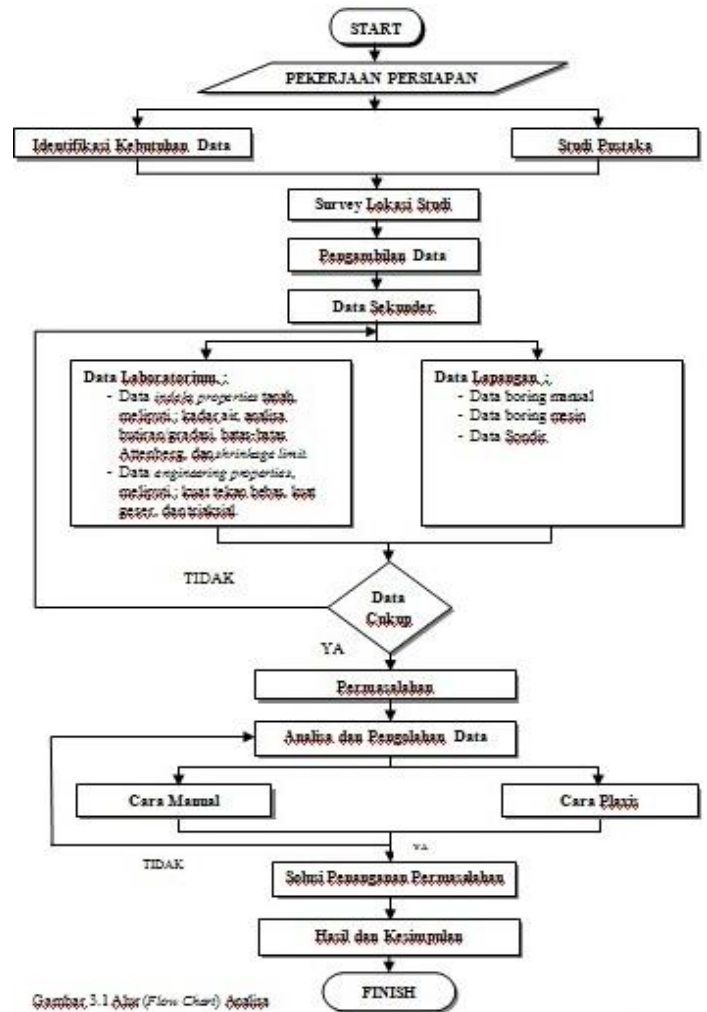 START
PEKERJAAN PERSIAPAN
Identifikasi Kebutuhan Data
Studi Pustaka
Survey Lokasi Studi
Pengambilan Data
Data Sekunder
Data Laboratorium, :
- Data indeks properties tanah,
meliputi ; kadar air, analisa
butiran/gradasi, batas-batas
Attenberg, dan shrinkage limit.
- Data engineering properties,
meliputi ; kuat tekan bebas, kuat
geser, dan triaksial
Data Lapangan, :
- Data boring manual
- Data boring mesin
- Data Sondir
TIDAK
Data
Cukup
YA
Permasalahan
Analisa dan Pengolahan Data
Cara Manual
Cara Plaxis
TIDAK
YA
Solusi Penanganan Permasalahan
Hasil dan Kesimpulan
FINISH
Gambar 3.1 Alur (Flow Chart) Analisa